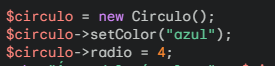 $circulo = new Circulo();
$circulo->setColor("azul");
$circulo->radio = 4;